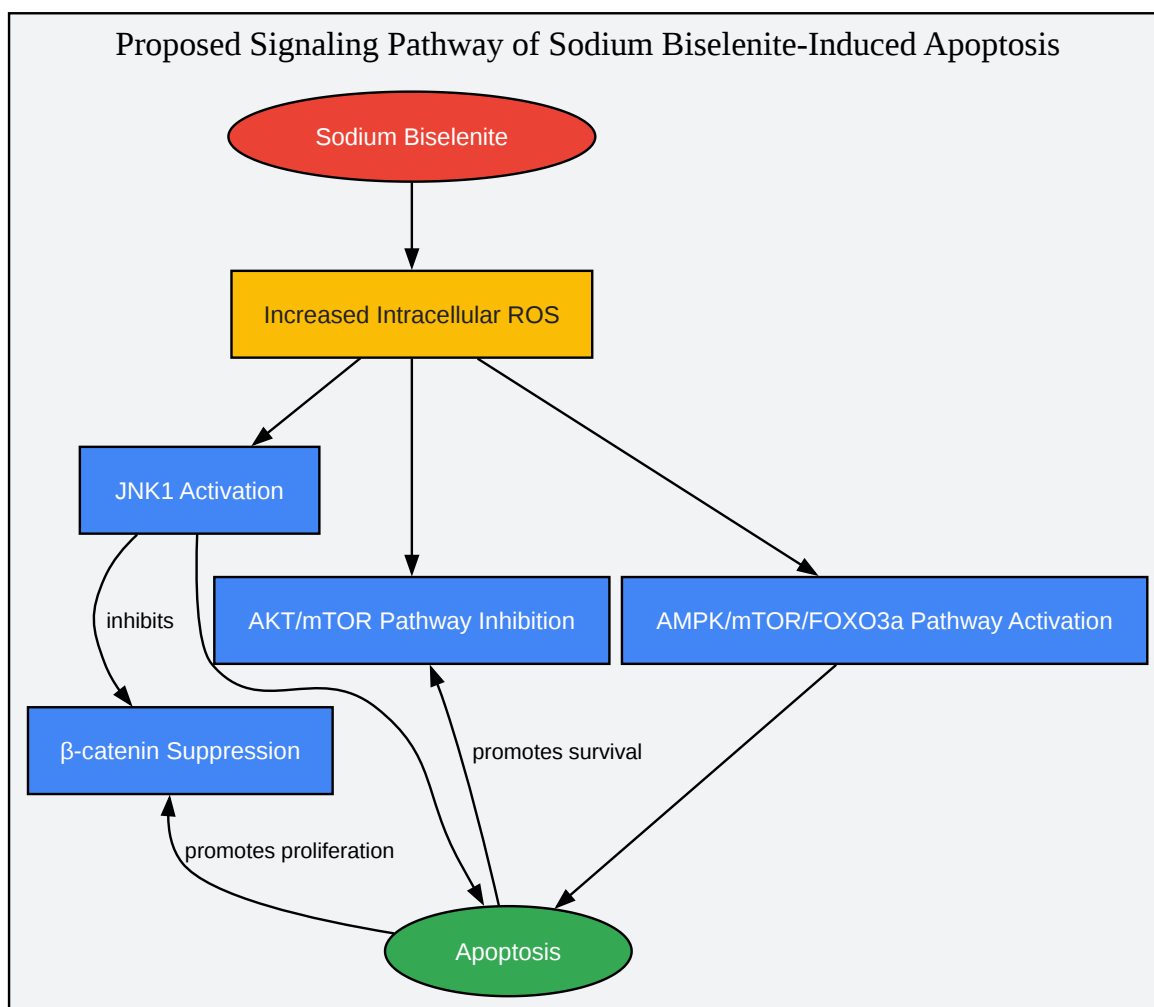 Proposed Signaling Pathway of Sodium Biselenite-Induced Apoptosis
Sodium Biselenite
Increased Intracellular ROS
JNK1 Activation
AKT/mTOR Pathway Inhibition
AMPK/mTOR/FOXO3a Pathway Activation
inhibits
β-catenin Suppression
promotes survival
promotes proliferation
Apoptosis